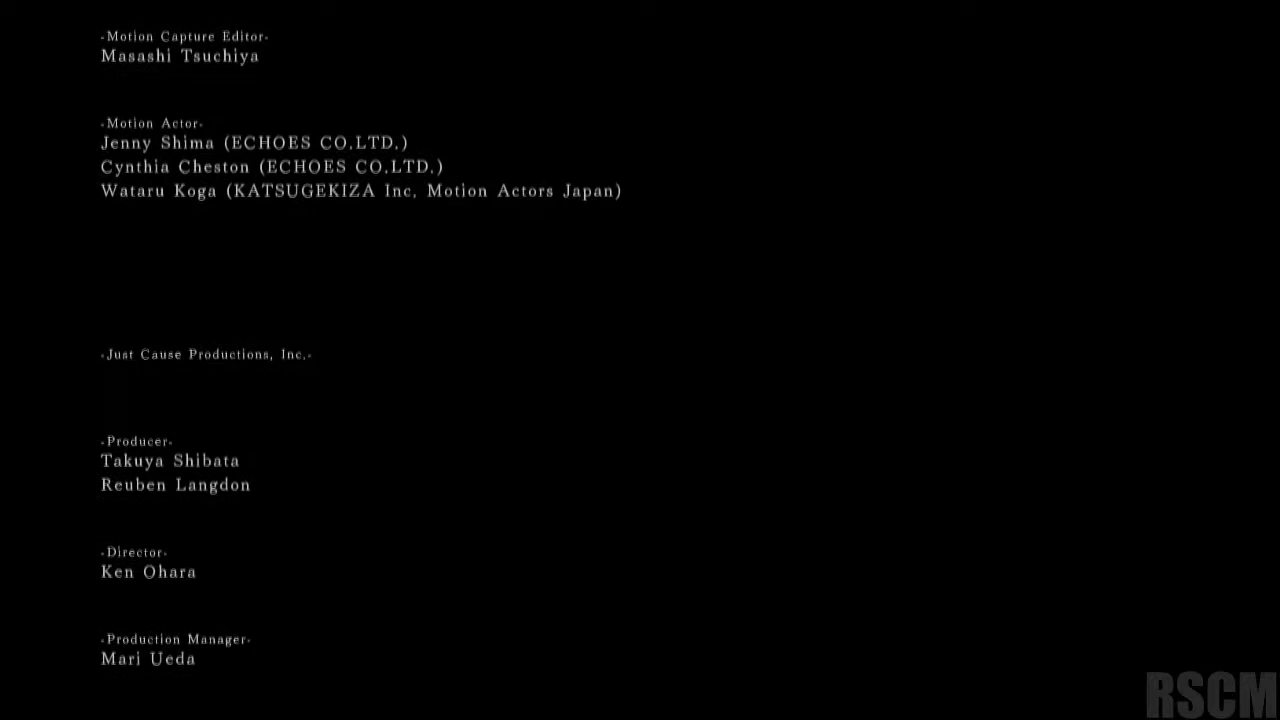 -Motion Capture Editor-
Masashi Tsuchiya
-Motion Actor-
Jenny Shima (ECHOES CO.LTD.)
Cynthia Cheston (ECHOES CO.LTD.)
Wataru Koga (KATSUGEKIZA Inc, Motion Actors Japan)
-Just Cause Productions, Inc.-
-Producer-
Takuya Shibata
Reuben Langdon
-Director-
Ken Ohara
-Production Manager-
Mari Ueda
RSCM